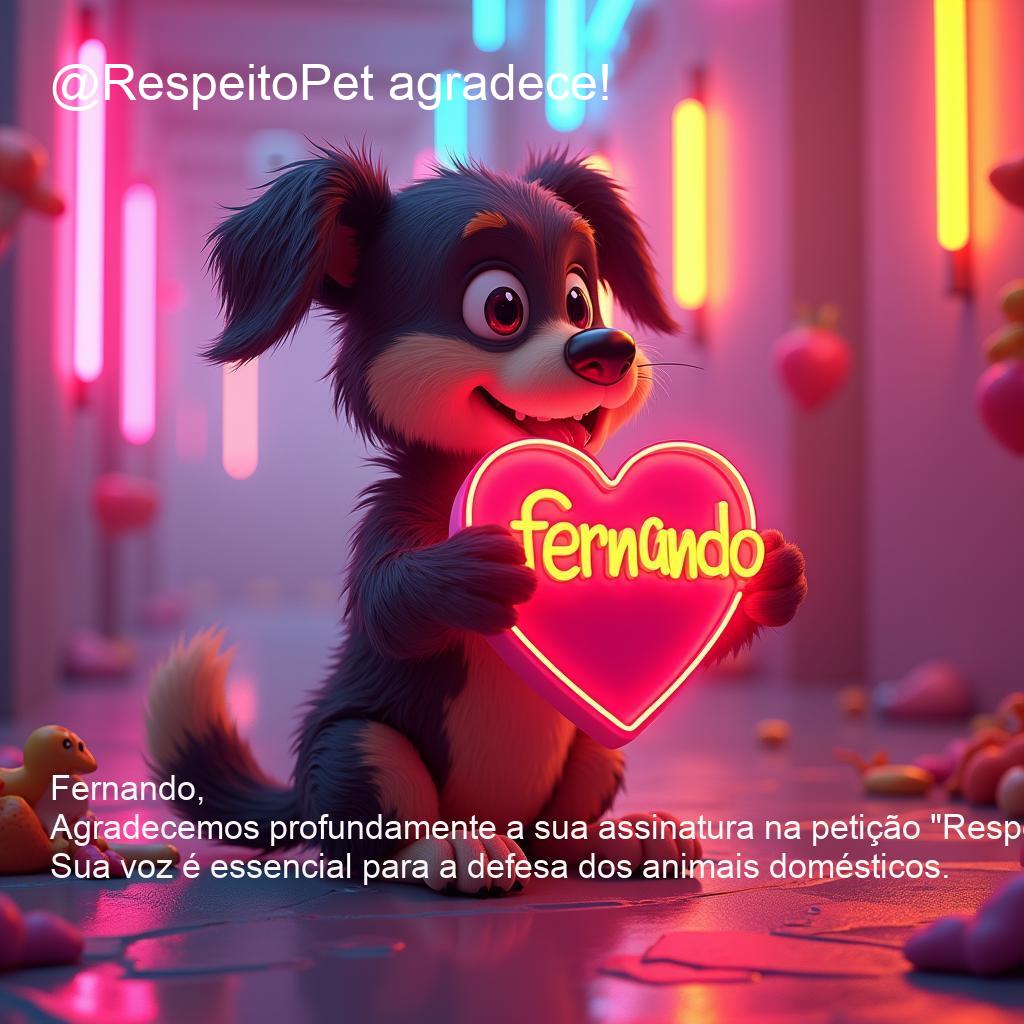 @RespeitoPet agradece!
fernando
Fernando,
Agradecemos profundamente a sua assinatura na petição "Resp
Sua voz é essencial para a defesa dos animais domésticos.